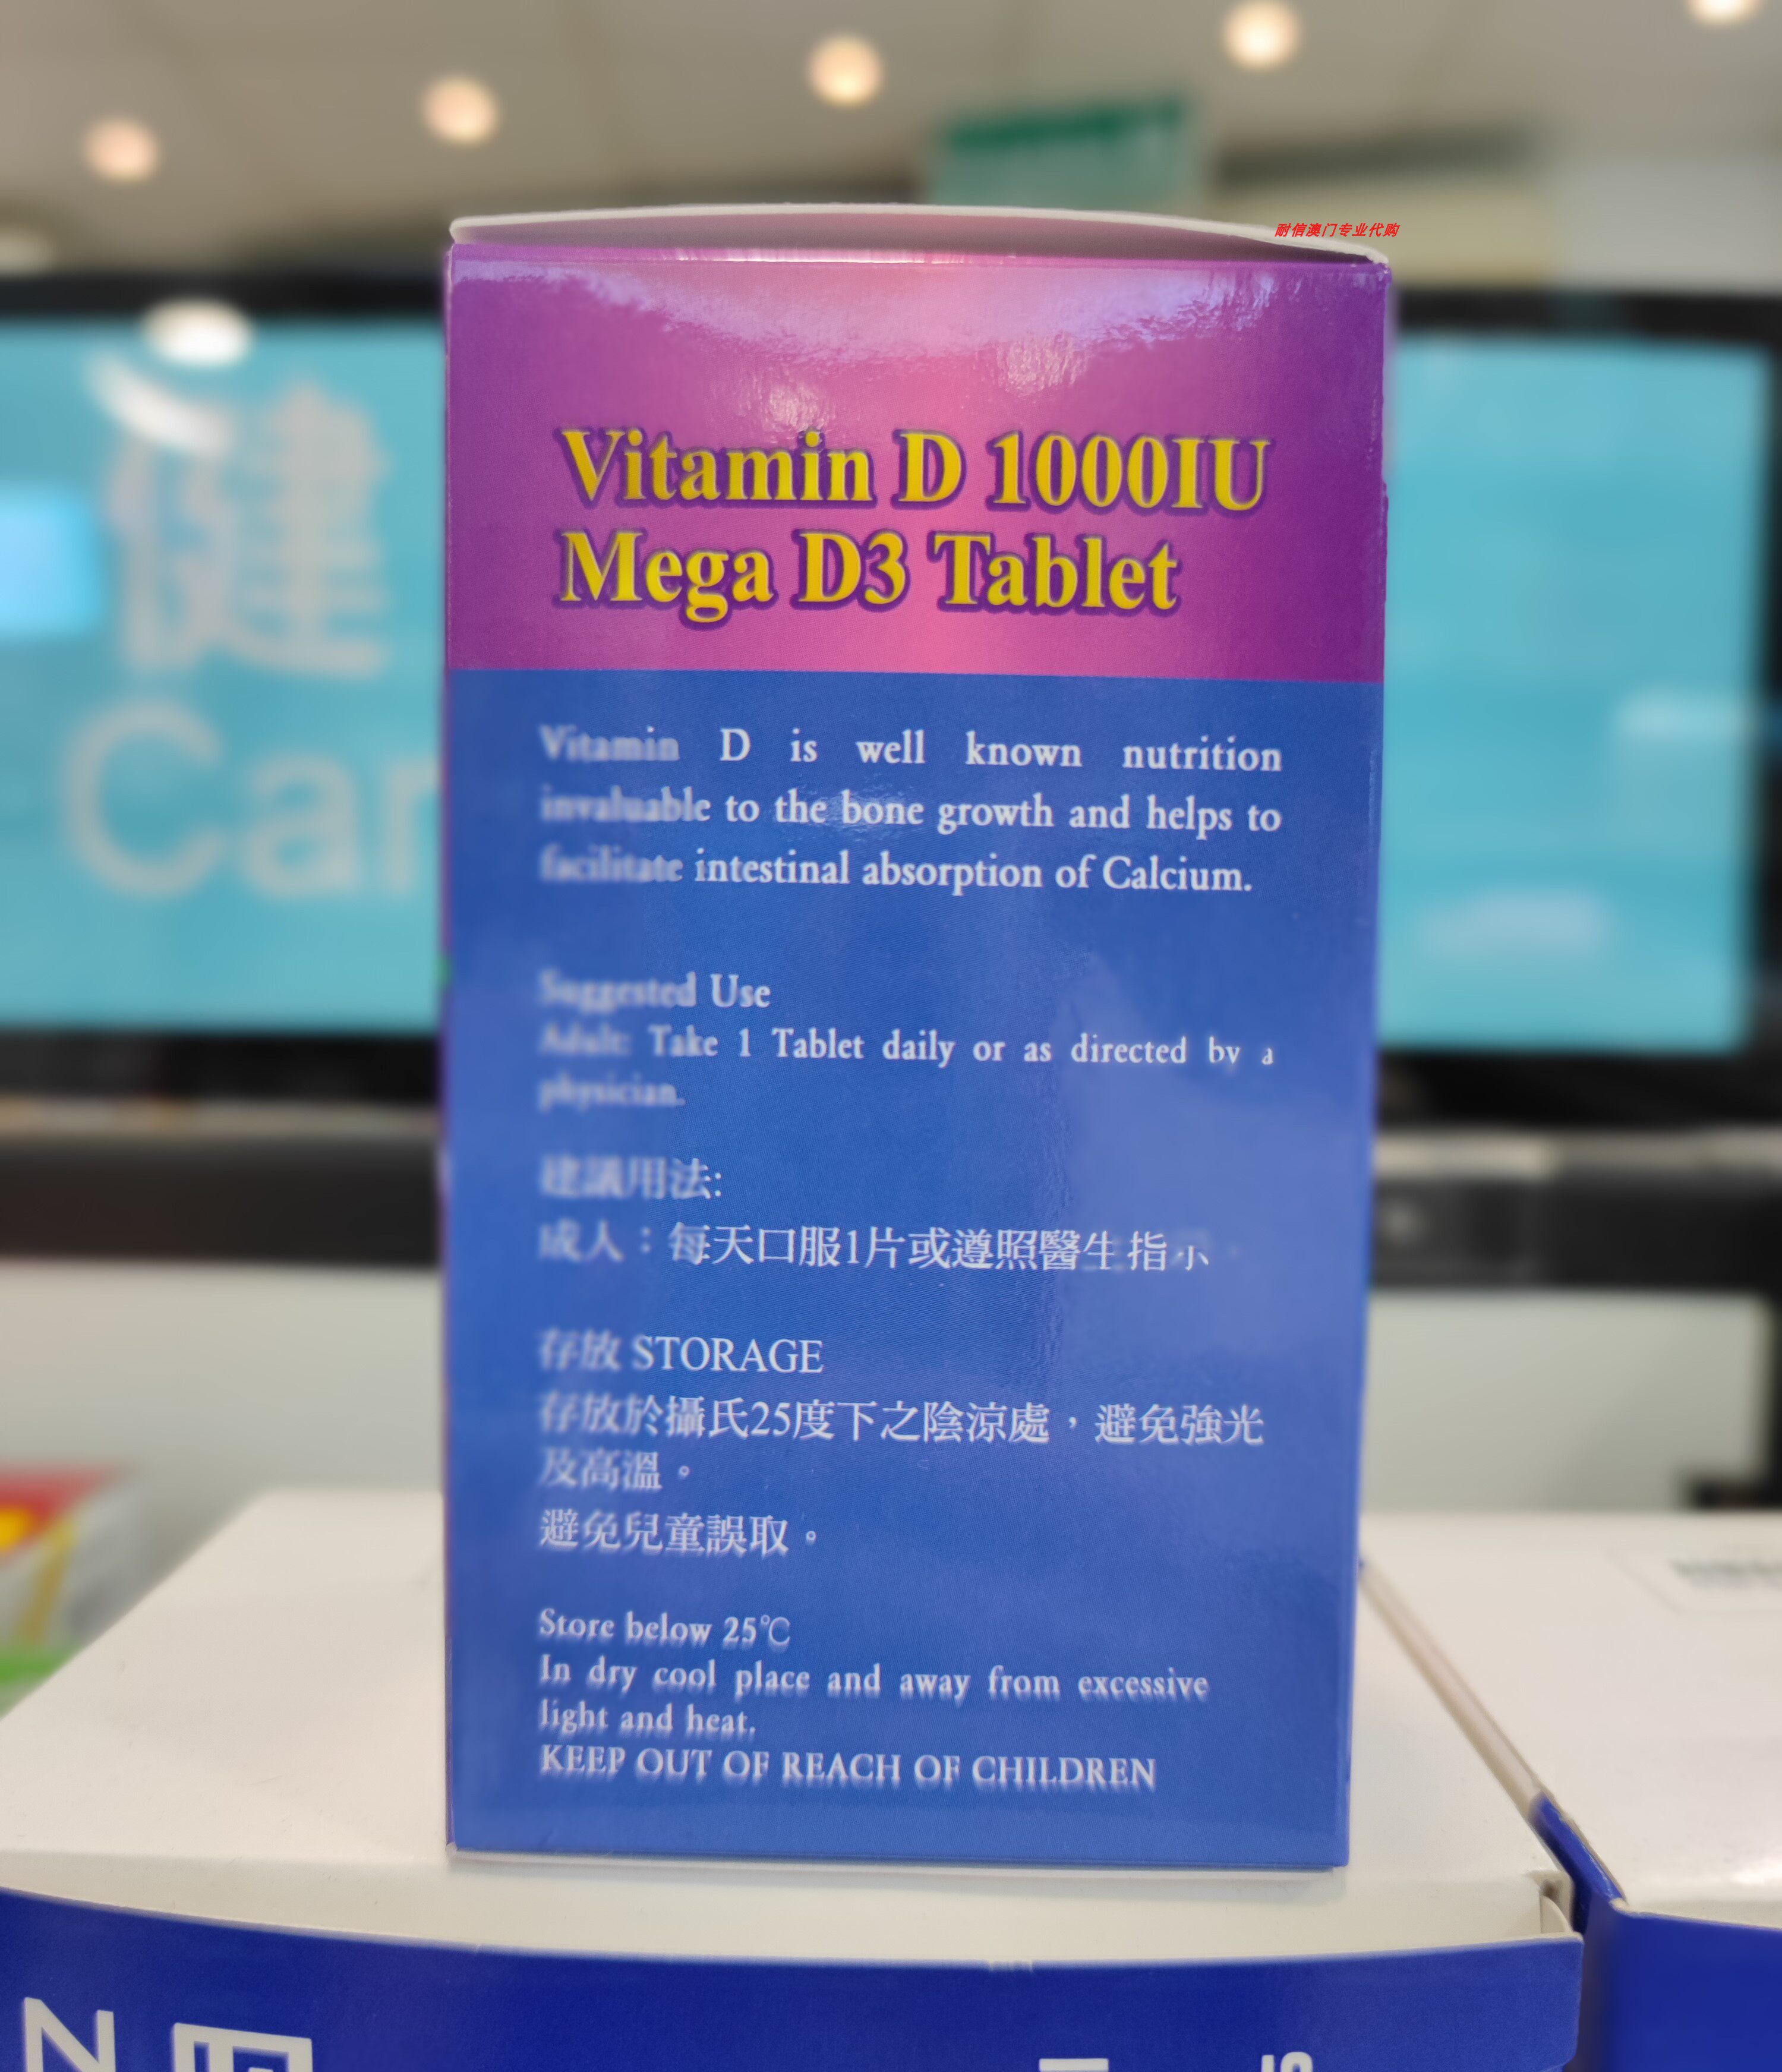 耐信澳门专业代购
健
Car
Vitamin D 1000IU
Mega D3 Tablet
Vitamin D is well known nutrition
invaluable to the bone growth and helps to
facilitate intestinal absorption of Calcium.
Suggested Use
Adult: Take 1 Tablet daily or as directed by a
physician.
建議用法:
成人：每天口服1片或遵照醫生指示
存放 STORAGE
存放於攝氏25度下之陰涼處，避免強光
及高溫。
避免兒童誤取。
Store below 25℃
In dry cool place and away from excessive
light and heat.
KEEP OUT OF REACH OF CHILDREN
N